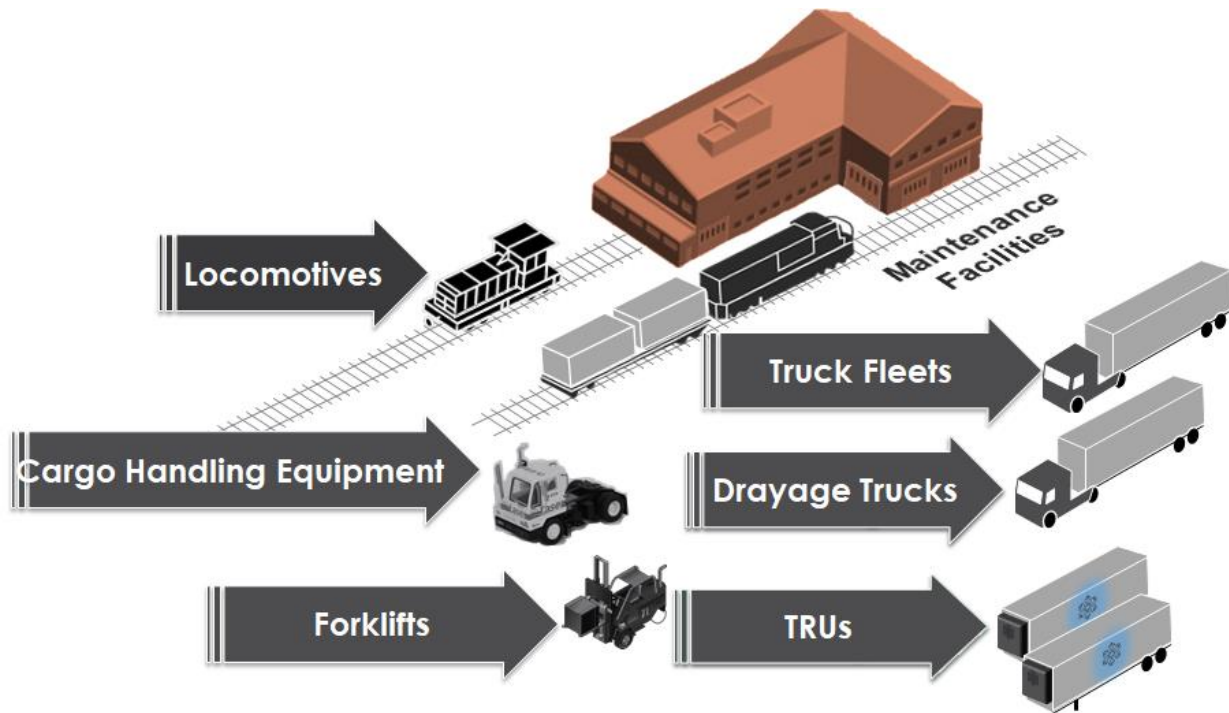 Locomotives
Maintenance
Facilities
Truck Fleets
Cargo Handling Equipment
Drayage Trucks
Forklifts
TRUs